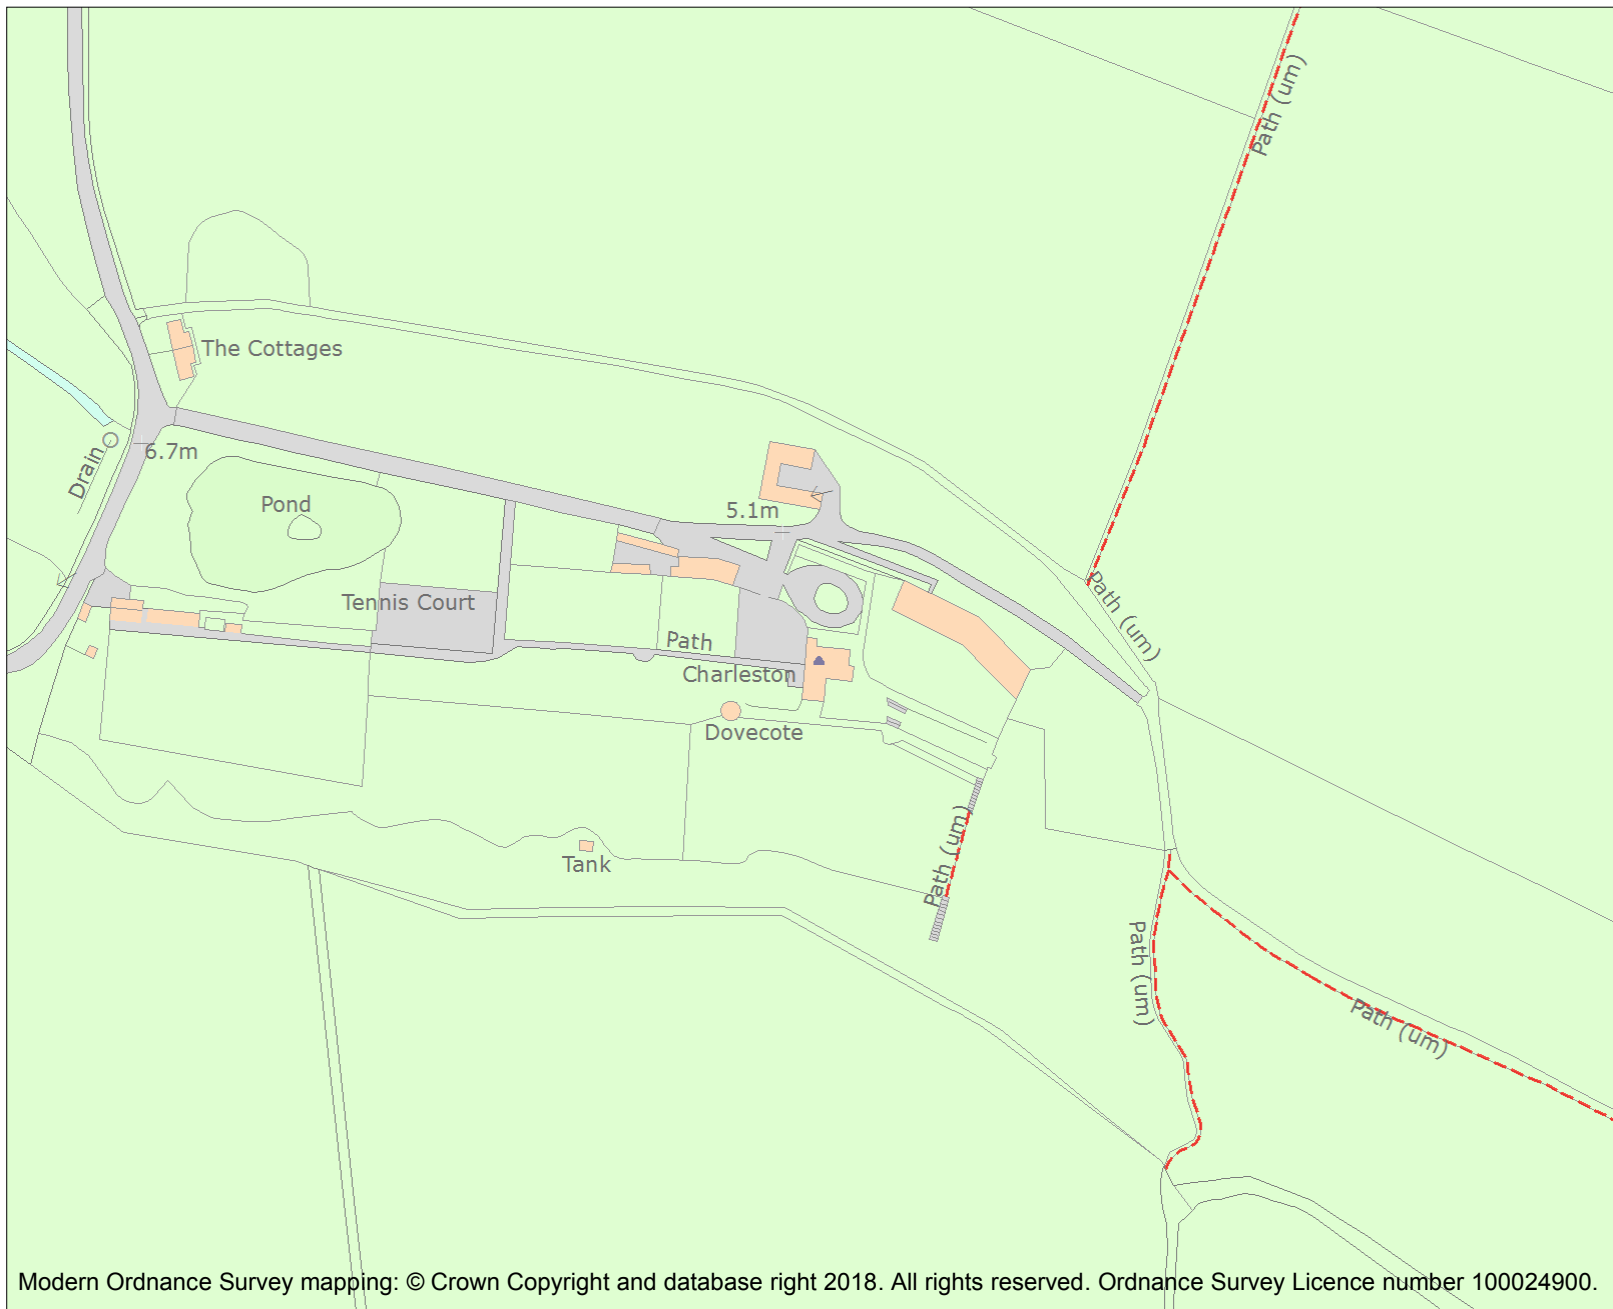 Path (um)
The Cottages
6.7m
Drain
Pond
5.1m
Tennis Court
Path (um)
Path
Charleston
Dovecote
Path (um)
Tank
Path (um)
Path (um)
Modern Ordnance Survey mapping: © Crown Copyright and database right 2018. All rights reserved. Ordnance Survey Licence number 100024900.